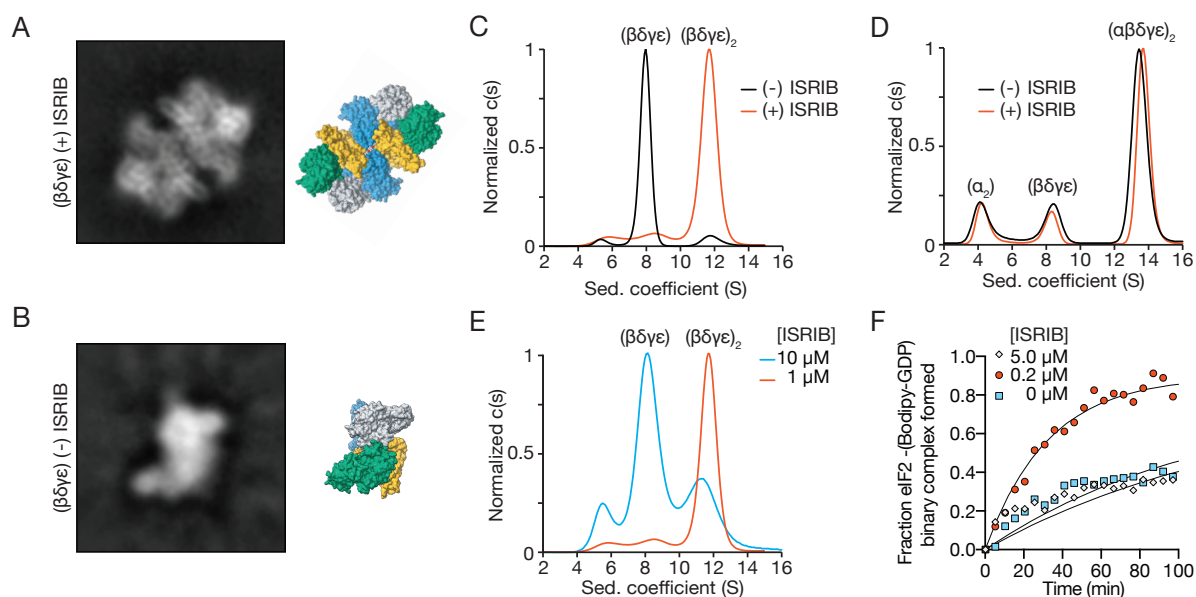 A
(βδγε) (+) ISRIB
B
(βδγε) (-) ISRIB
C
(βδγε) (βδγε)₂
(-) ISRIB
(+) ISRIB
Normalized c(s)
1
0.5
0
2 4 6 8 10 12 14 16
Sed. coefficient (S)
D
(αβδγε)₂
(-) ISRIB
(+) ISRIB
(α₂) (βδγε)
Normalized c(s)
1
0.5
0
2 4 6 8 10 12 14 16
Sed. coefficient (S)
E
(βδγε) (βδγε)₂
[ISRIB]
10 µM
1 µM
Normalized c(s)
1
0.5
0
2 4 6 8 10 12 14 16
Sed. coefficient (S)
F
[ISRIB]
5.0 µM
0.2 µM
0 µM
Fraction eIF2 -(Bodipy-GDP)
binary complex formed
1.0
0.8
0.6
0.4
0.2
0.0
0 20 40 60 80 100
Time (min)